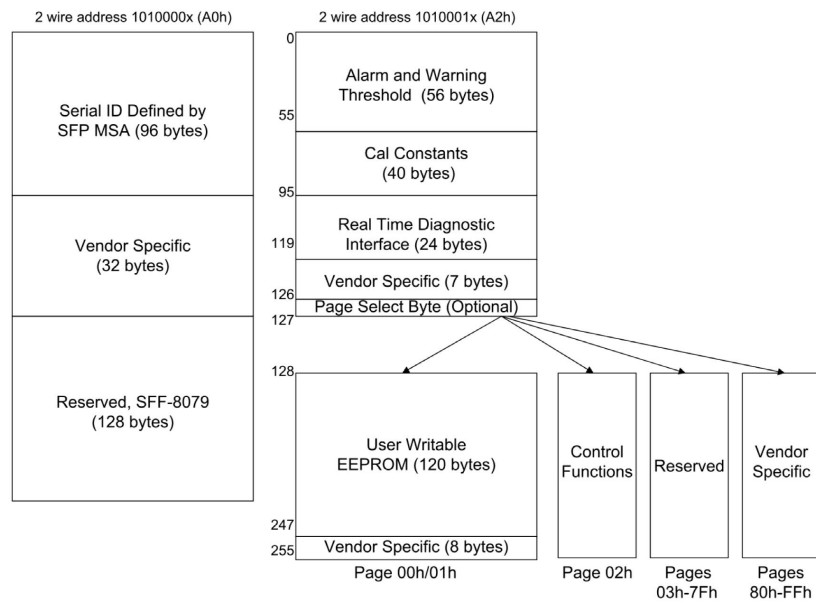 2 wire address 1010000x (A0h)
Serial ID Defined by
SFP MSA (96 bytes)
Vendor Specific
(32 bytes)
Reserved, SFF-8079
(128 bytes)
2 wire address 1010001x (A2h)
0
Alarm and Warning
Threshold (56 bytes)
55
Cal Constants
(40 bytes)
95
Real Time Diagnostic
Interface (24 bytes)
119
Vendor Specific (7 bytes)
126
Page Select Byte (Optional)
127
128
User Writable
EEPROM (120 bytes)
247
Vendor Specific (8 bytes)
255
Page 00h/01h
Control
Functions
Page 02h
Reserved
Pages
03h-7Fh
Vendor
Specific
Pages
80h-FFh